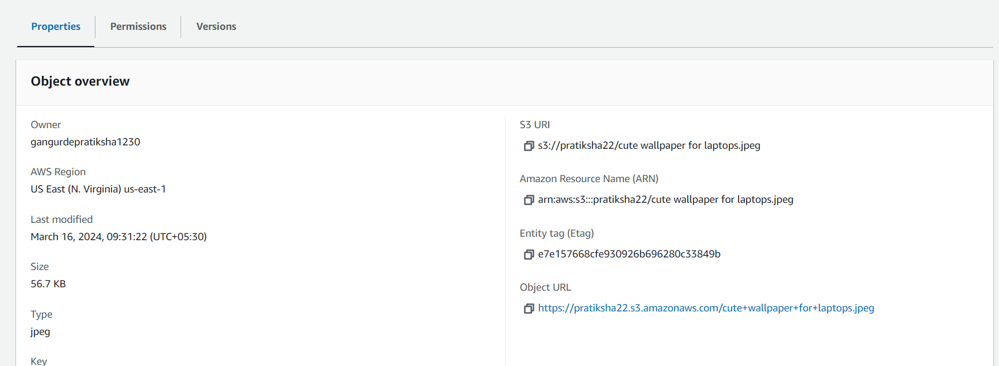 Properties
Permissions
Versions
Object overview
Owner
gangurdepratiksha1230
AWS Region
US East (N. Virginia) us-east-1
Last modified
March 16, 2024, 09:31:22 (UTC+05:30)
Size
56.7 KB
Type
jpeg
Key
S3 URI
s3://pratiksha22/cute wallpaper for laptops.jpeg
Amazon Resource Name (ARN)
arn:aws:s3:::pratiksha22/cute wallpaper for laptops.jpeg
Entity tag (Etag)
e7e157668cfe930926b696280c33849b
Object URL
https://pratiksha22.s3.amazonaws.com/cute+wallpaper+for+laptops.jpeg